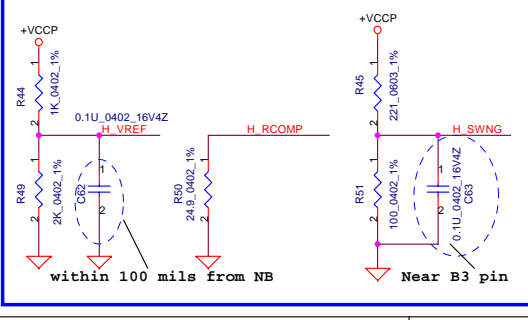 +VCCP
1
R44
1K_0402_1%
2
0.1U_0402_16V4Z
H_VREF
1
R49
2K_0402_1%
2
1
C62
2
H_RCOMP
1
R50
24.9_0402_1%
2
within 100 mils from NB
+VCCP
1
R45
221_0603_1%
2
H_SWNG
1
R51
100_0402_1%
2
1
0.1U_0402_16V4Z
C63
2
Near B3 pin